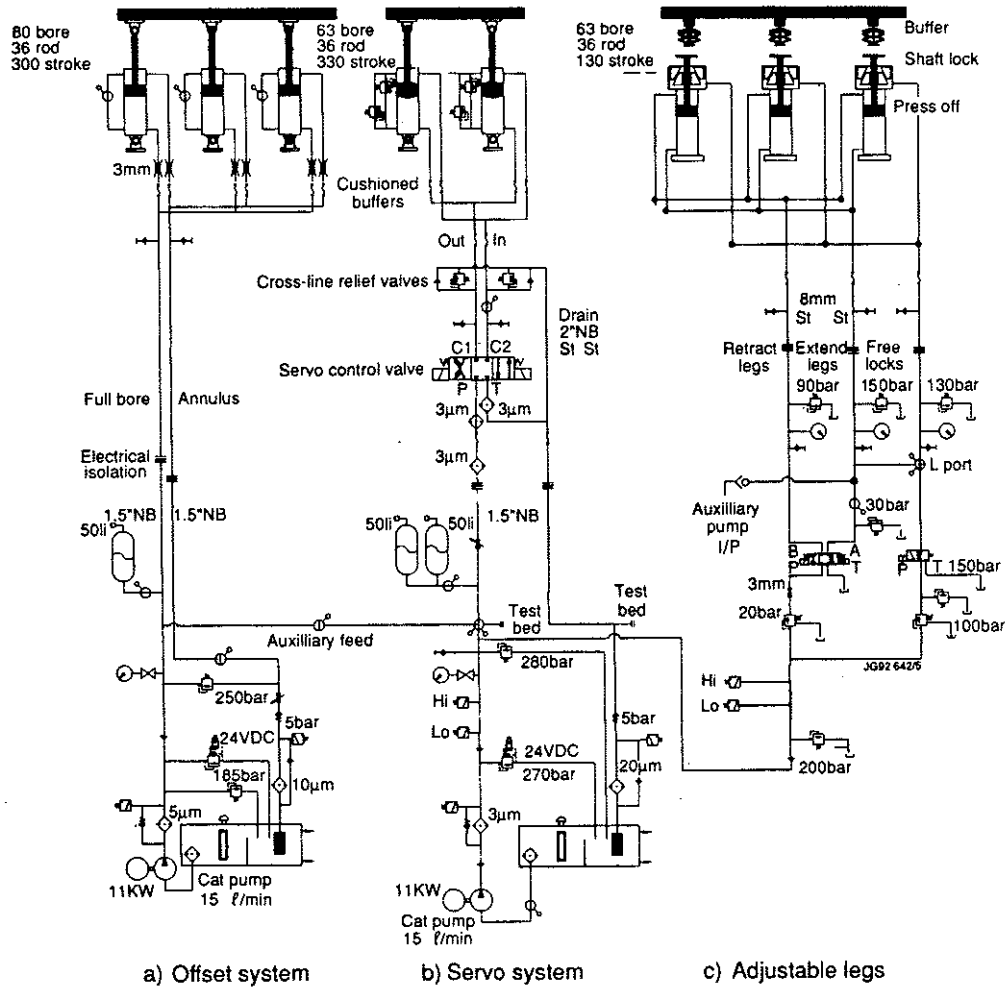 80 bore
36 rod
300 stroke
63 bore
36 rod
330 stroke
63 bore
36 rod
130 stroke
Buffer
Shaft lock
Press off
3mm
Cushioned
buffers
Out
In
Cross-line relief valves
Drain
2"NB
St St
8mm
St St
C1 C2
Servo control valve
P T
Retract
legs
Extend
legs
Free
locks
90bar
150bar
130bar
Full bore
Annulus
3μm
3μm
3μm
Electrical
isolation
L port
Auxilliary
pump
I/P
30bar
50li
1.5"NB
1.5"NB
50li
50li
1.5"NB
B A
P T
P T 150bar
3mm
20bar
100bar
Test
bed
Test
bed
Auxilliary feed
JG92 642/5
280bar
250bar
Hi
Lo
Hi
Lo
5bar
24VDC
185bar
10μm
5bar
24VDC
270bar
20μm
200bar
5μm
3μm
11KW
Cat pump
15 ℓ/min
11KW
Cat pump
15 ℓ/min
a) Offset system
b) Servo system
c) Adjustable legs